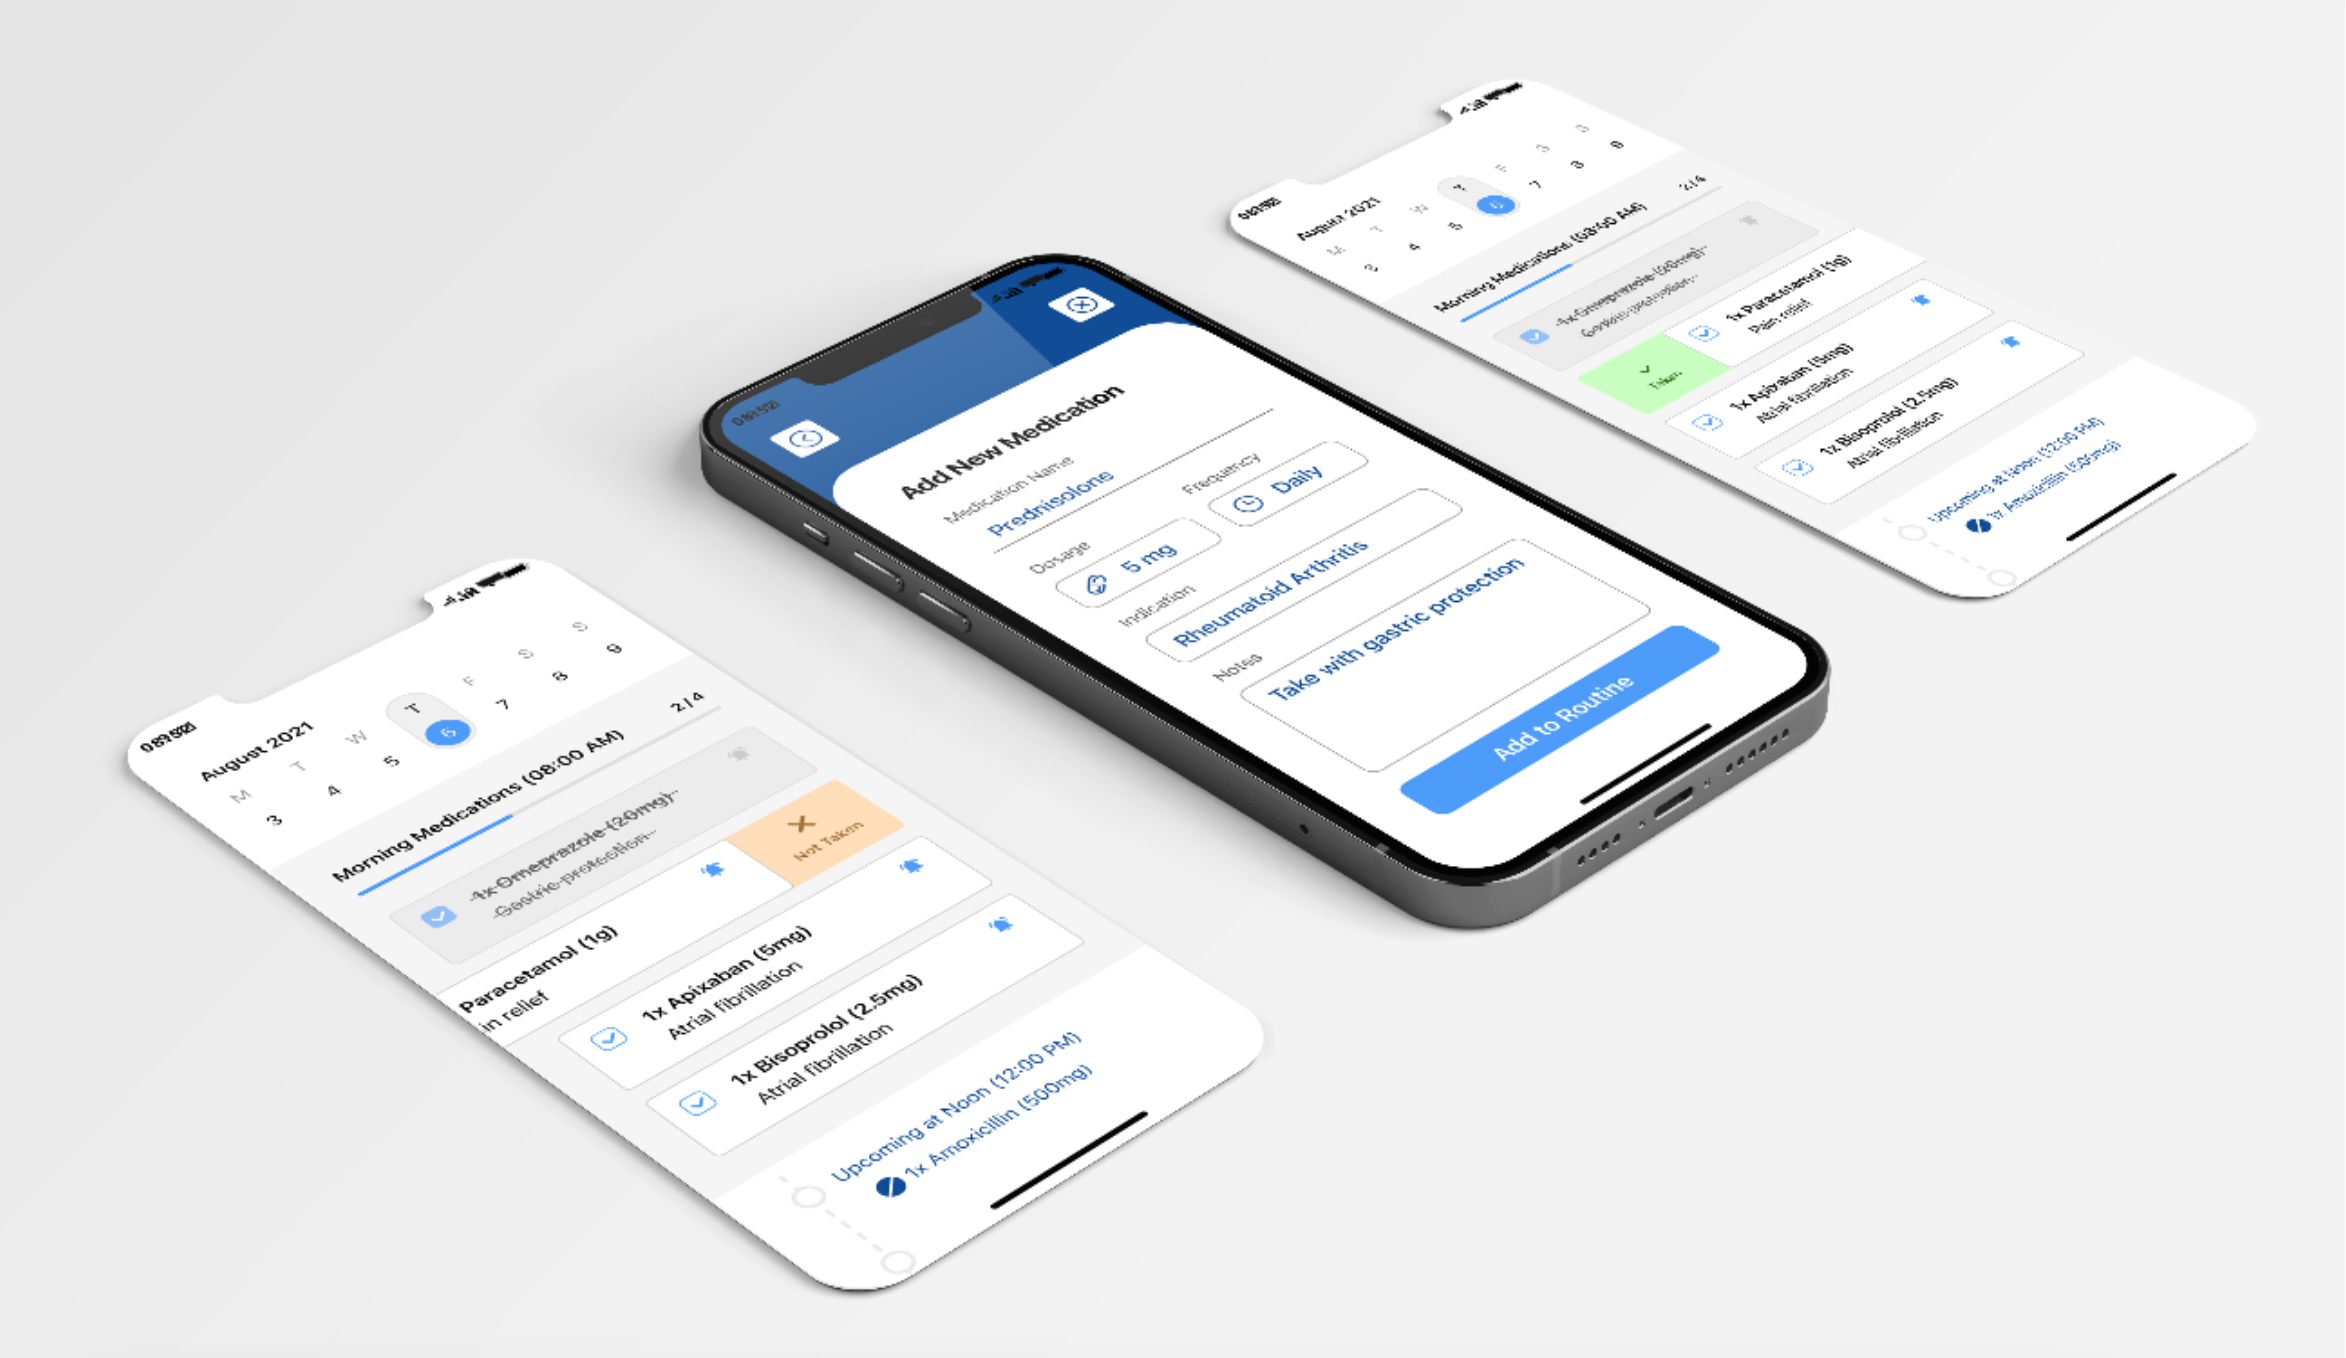 August 2021
M T W T F S S
3 4 5 6 7 8 9
Morning Medications (08:00 AM)
2/4
1x Omeprazole (20mg)
Gastric protection
Paracetamol (1g)
in relief
Not Taken
1x Apixaban (5mg)
Atrial fibrillation
1x Bisoprolol (2.5mg)
Atrial fibrillation
Upcoming at Noon (12:00 PM)
1x Amoxicillin (500mg)
Add New Medication
Medication Name
Prednisolone
Dosage
5 mg
Frequency
Daily
Indication
Rheumatoid Arthritis
Notes
Take with gastric protection
Add to Routine
August 2021
M T W T F S S
3 4 5 6 7 8 9
Morning Medications (08:00 AM)
2/4
1x Omeprazole (20mg)
Gastric protection
Taken
1x Paracetamol (1g)
Pain relief
1x Apixaban (5mg)
Atrial fibrillation
1x Bisoprolol (2.5mg)
Atrial fibrillation
Upcoming at Noon (12:00 PM)
1x Amoxicillin (500mg)